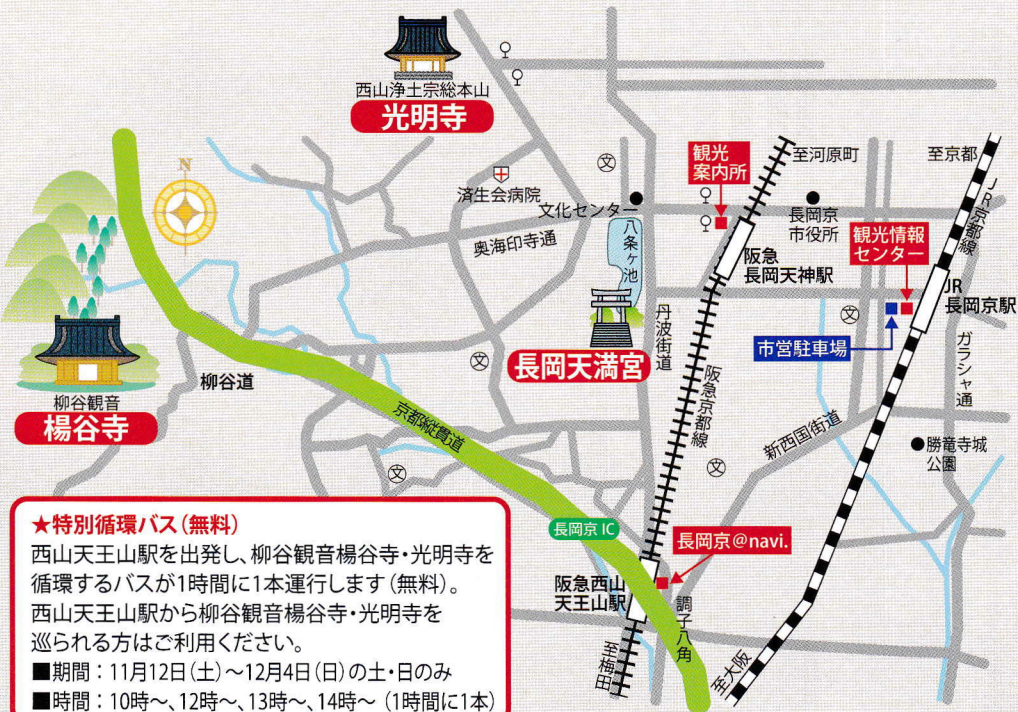 西山浄土宗総本山
光明寺
N
済生会病院
文
文化センター
観光
案内所
至河原町
至京都
JR京都線
長岡京
市役所
観光情報
センター
奥海印寺通
八条ヶ池
阪急
長岡天神駅
JR
長岡京駅
丹波街道
文
市営駐車場
長岡天満宮
ガラシャ通
柳谷道
文
阪急京都線
柳谷観音
楊谷寺
京都縦貫道
新西国街道
文
文
勝竜寺城
公園
長岡京IC
長岡京@navi.
阪急西山
天王山駅
調子八角
至梅田
至大阪
★特別循環バス(無料)
西山天王山駅を出発し、柳谷観音楊谷寺・光明寺を
循環するバスが1時間に1本運行します(無料)。
西山天王山駅から柳谷観音楊谷寺・光明寺を
巡られる方はご利用ください。
■期間:11月12日(土)~12月4日(日)の土・日のみ
■時間:10時~、12時~、13時~、14時~(1時間に1本)